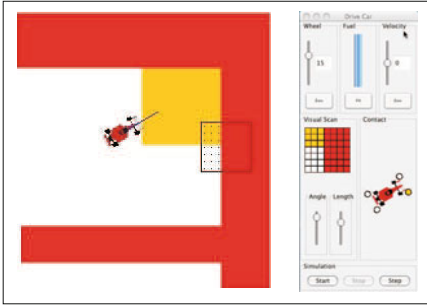 Drive Car
Wheel Fuel Velocity
15 0
Visual Scan Contact
Angle Length
Simulation
Start Stop Step